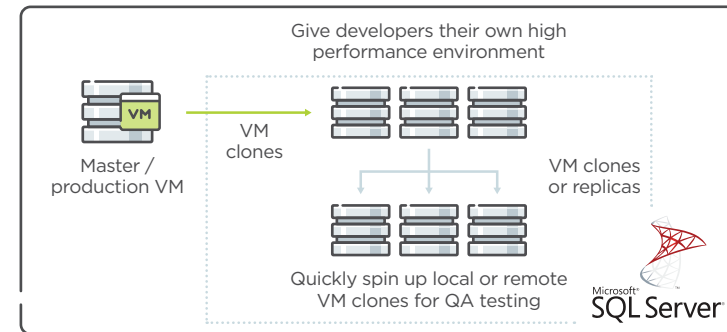 Give developers their own high
performance environment
VM
Master /
production VM
VM
clones
VM clones
or replicas
Quickly spin up local or remote
VM clones for QA testing
Microsoft®
SQL Server®